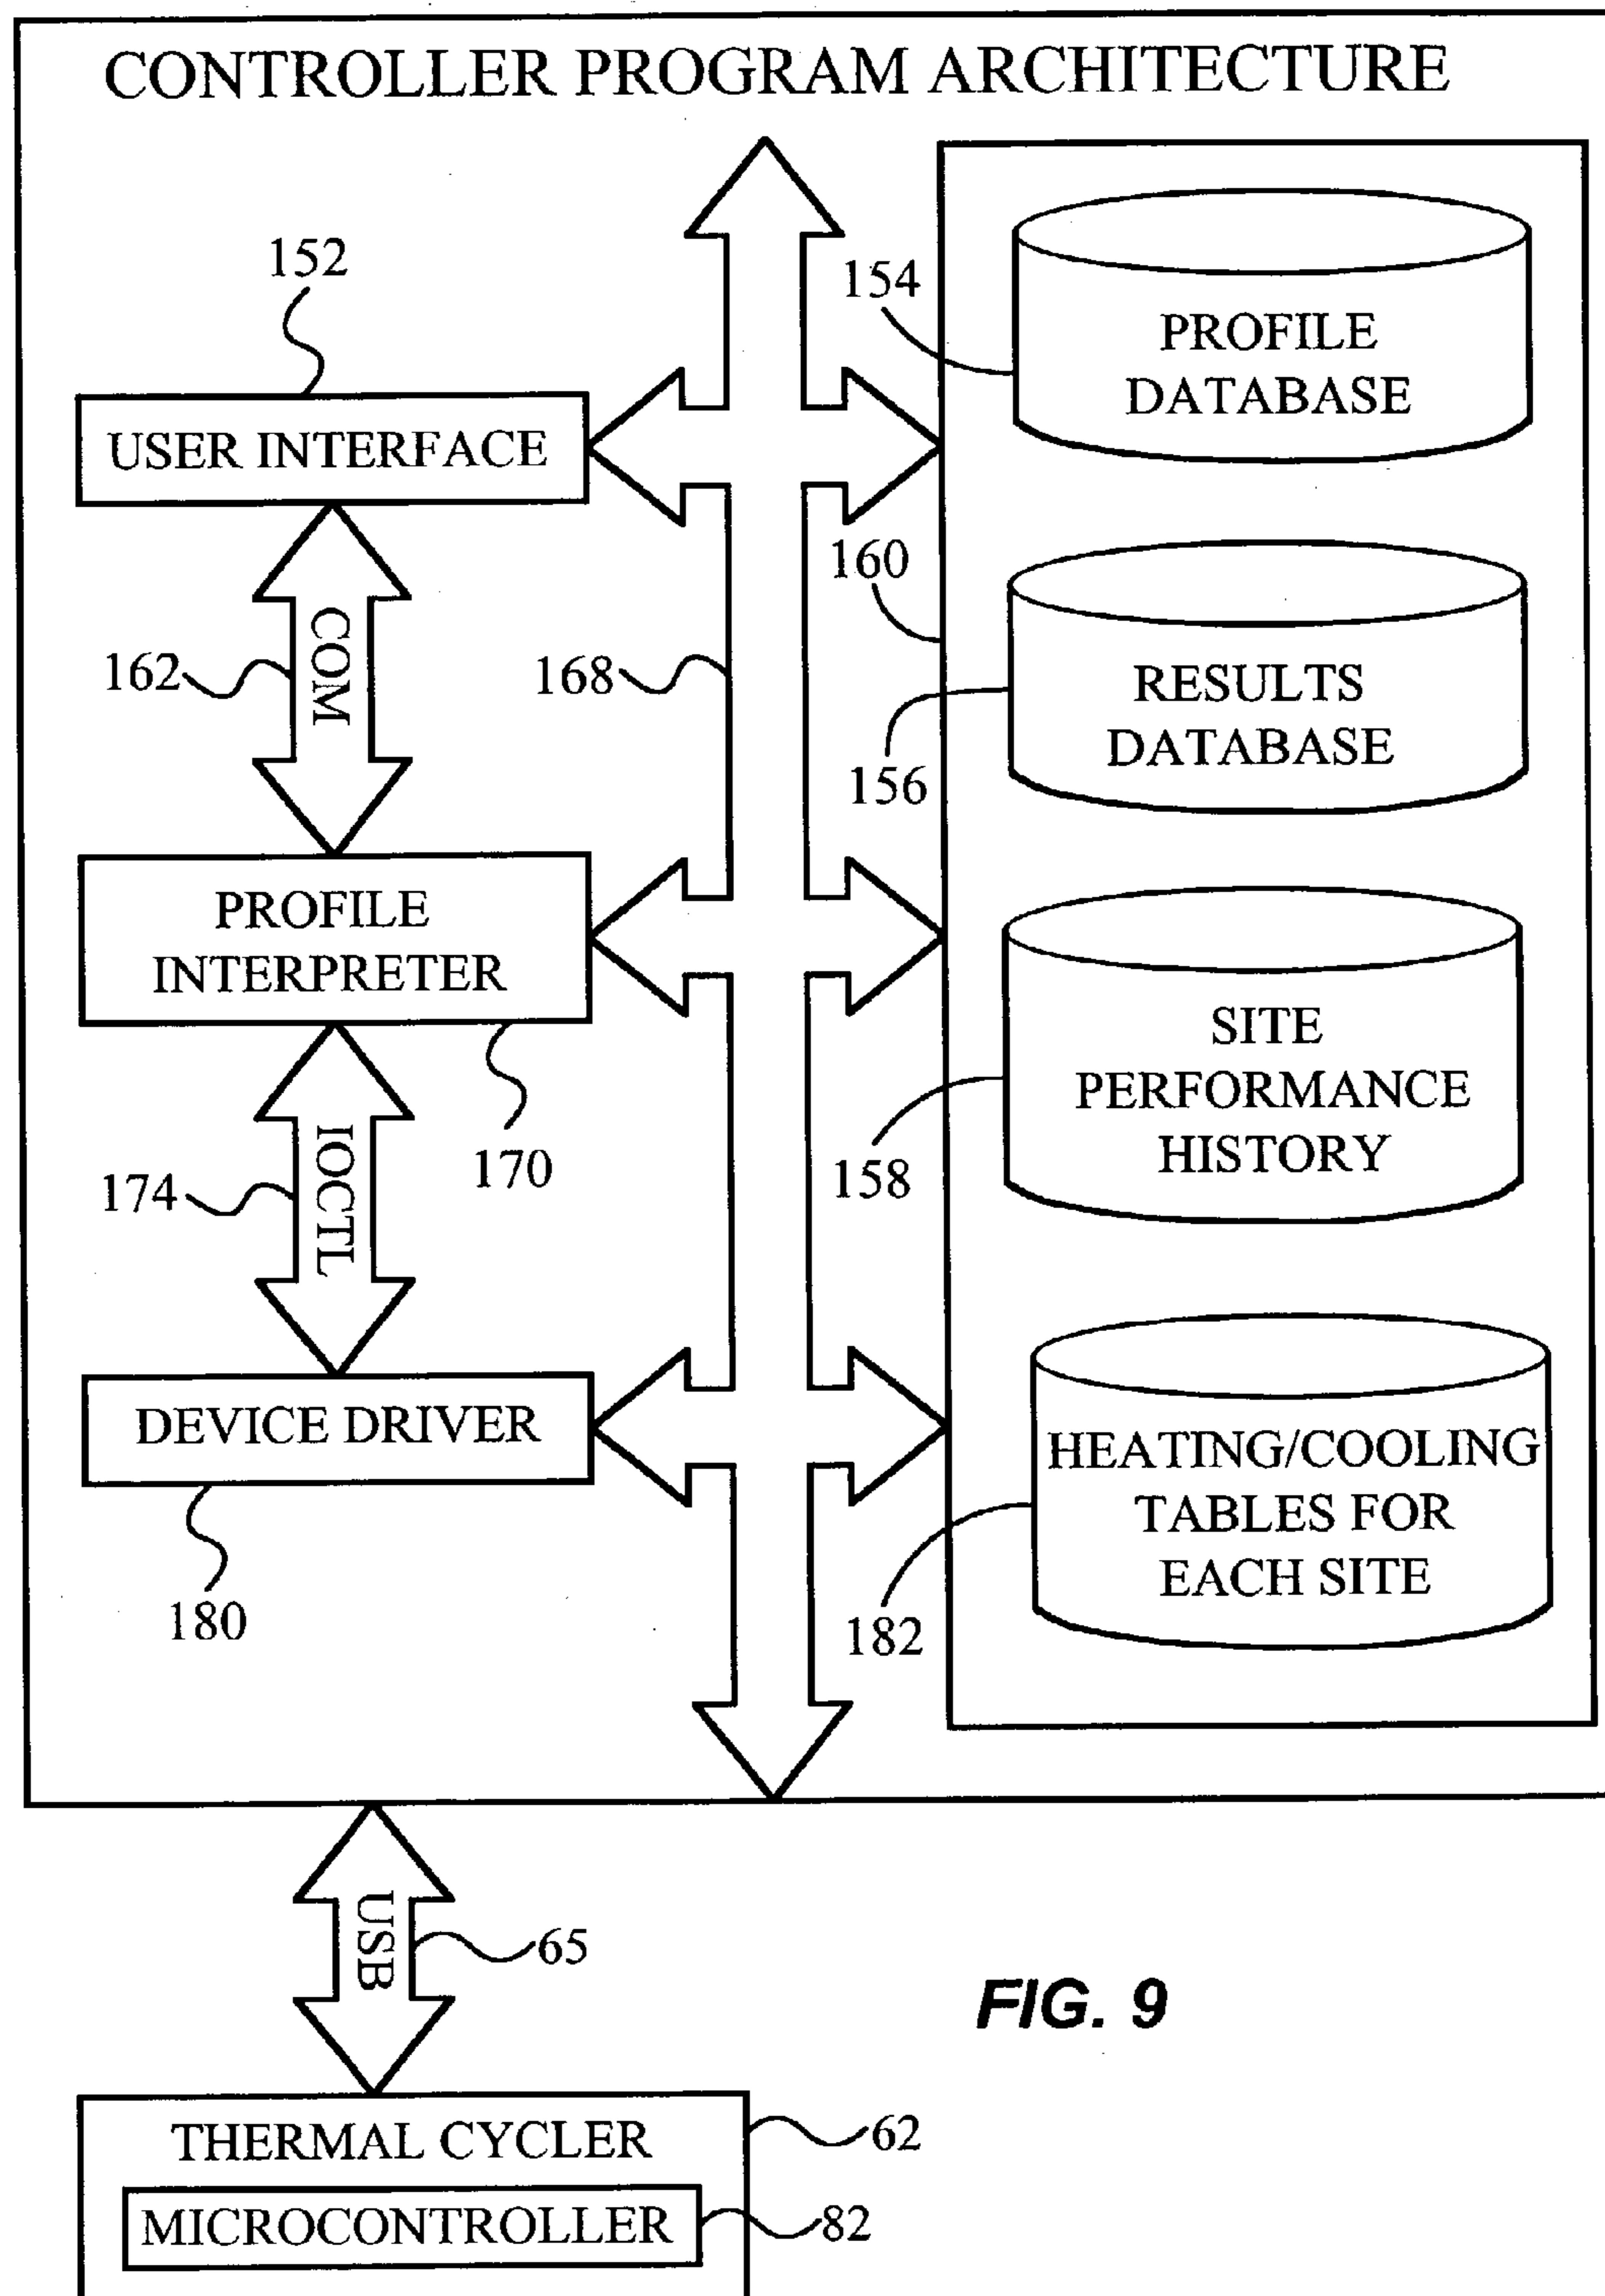 CONTROLLER PROGRAM ARCHITECTURE
152
154
PROFILE
DATABASE
USER INTERFACE
160
COM
162
168
RESULTS
DATABASE
156
PROFILE
INTERPRETER
SITE
PERFORMANCE
HISTORY
158
170
IOCTL
174
DEVICE DRIVER
HEATING/COOLING
TABLES FOR
EACH SITE
180
182
USB
65
FIG. 9
THERMAL CYCLER
62
MICROCONTROLLER
82